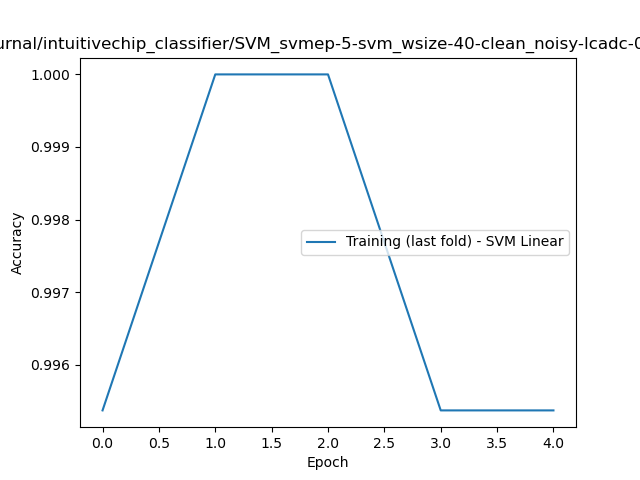 urnal/intuitivechip_classifier/SVM_svmep-5-svm_wsize-40-clean_noisy-lcadc-0
1.000
0.999
0.998
0.997
0.996
Accuracy
Training (last fold) - SVM Linear
0.0 0.5 1.0 1.5 2.0 2.5 3.0 3.5 4.0
Epoch